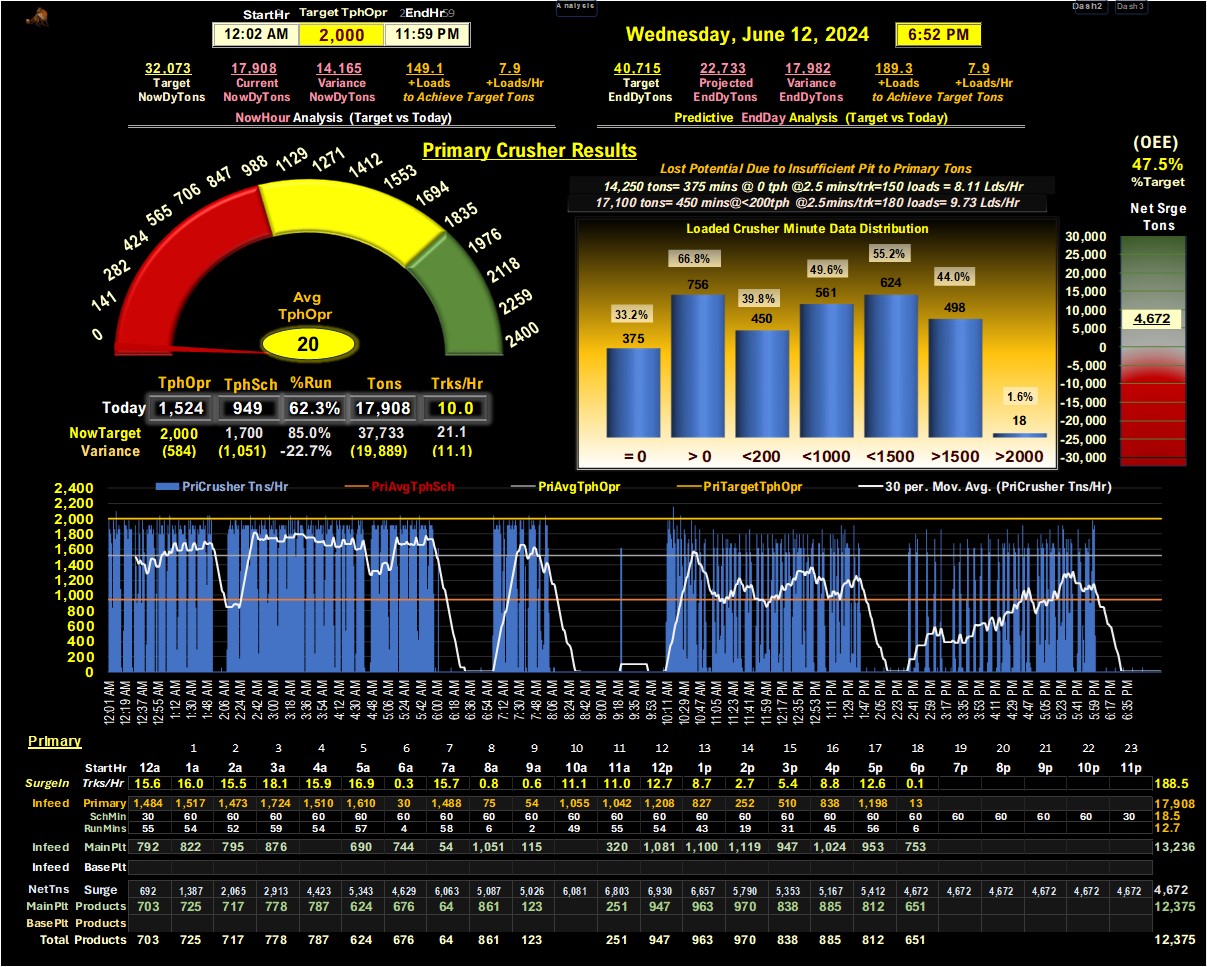 Analysis
Dash2 Dash3
StartHr Target TphOpr EndHr
12:02 AM 2,000 11:59 PM
Wednesday, June 12, 2024 6:52 PM
32,073 17,908 14,165 149.1 7.9
Target Current Variance +Loads +Loads/Hr
NowDyTons NowDyTons NowDyTons to Achieve Target Tons
NowHour Analysis (Target vs Today)
40,715 22,733 17,982 189.3 7.9
Target Projected Variance +Loads +Loads/Hr
EndDyTons EndDyTons EndDyTons to Achieve Target Tons
Predictive EndDay Analysis (Target vs Today)
(OEE)
47.5%
%Target
Primary Crusher Results
Lost Potential Due to Insufficient Pit to Primary Tons
14,250 tons= 375 mins @ 0 tph @2.5 mins/trk=150 loads = 8.11 Lds/Hr
17,100 tons= 450 mins@<200tph @2.5mins/trk=180 loads= 9.73 Lds/Hr
0 141 282 424 565 706 847 988 1129 1271 1412 1553 1694 1835 1976 2118 2259 2400
Avg
TphOpr
20
TphOpr TphSch %Run Tons Trks/Hr
Today 1,524 949 62.3% 17,908 10.0
NowTarget 2,000 1,700 85.0% 37,733 21.1
Variance (584) (1,051) -22.7% (19,889) (11.1)
Loaded Crusher Minute Data Distribution
33.2% 66.8% 39.8% 49.6% 55.2% 44.0% 1.6%
375 756 450 561 624 498 18
= 0 > 0 <200 <1000 <1500 >1500 >2000
Net Srge
Tons
30,000
25,000
20,000
15,000
10,000
5,000
0
-5,000
-10,000
-15,000
-20,000
-25,000
-30,000
4,672
PriCrusher Tns/Hr PriAvgTphSch PriAvgTphOpr PriTargetTphOpr 30 per. Mov. Avg. (PriCrusher Tns/Hr)
2,400
2,200
2,000
1,800
1,600
1,400
1,200
1,000
800
600
400
200
0
12:01 AM 12:19 AM 12:37 AM 12:55 AM 1:12 AM 1:30 AM 1:48 AM 2:06 AM 2:24 AM 2:42 AM 3:00 AM 3:18 AM 3:36 AM 3:54 AM 4:12 AM 4:30 AM 4:48 AM 5:06 AM 5:24 AM 5:42 AM 6:00 AM 6:18 AM 6:36 AM 6:54 AM 7:12 AM 7:30 AM 7:48 AM 8:06 AM 8:24 AM 8:42 AM 9:00 AM 9:18 AM 9:35 AM 9:53 AM 10:11 AM 10:29 AM 10:47 AM 11:05 AM 11:23 AM 11:41 AM 11:59 AM 12:17 PM 12:35 PM 12:53 PM 1:11 PM 1:29 PM 1:47 PM 2:05 PM 2:23 PM 2:41 PM 2:59 PM 3:17 PM 3:35 PM 3:53 PM 4:11 PM 4:29 PM 4:47 PM 5:05 PM 5:23 PM 5:41 PM 5:59 PM 6:17 PM 6:35 PM
Primary
1 2 3 4 5 6 7 8 9 10 11 12 13 14 15 16 17 18 19 20 21 22 23
StartHr 12a 1a 2a 3a 4a 5a 6a 7a 8a 9a 10a 11a 12p 1p 2p 3p 4p 5p 6p 7p 8p 9p 10p 11p
SurgeIn Trks/Hr 15.6 16.0 15.5 18.1 15.9 16.9 0.3 15.7 0.8 0.6 11.1 11.0 12.7 8.7 2.7 5.4 8.8 12.6 0.1 188.5
Infeed Primary 1,484 1,517 1,473 1,724 1,510 1,610 30 1,488 75 54 1,055 1,042 1,208 827 252 510 838 1,198 13 17,908
SchMin 30 60 60 60 60 60 60 60 60 60 60 60 60 60 60 60 60 60 60 60 60 60 60 30 18.5
RunMins 55 54 52 59 54 57 4 58 6 2 49 55 54 43 19 31 45 56 6 12.7
Infeed MainPlt 792 822 795 876 690 744 54 1,051 115 320 1,081 1,100 1,119 947 1,024 953 753 13,236
Infeed BasePlt
NetTns Surge 692 1,387 2,065 2,913 4,423 5,343 4,629 6,063 5,087 5,026 6,081 6,803 6,930 6,657 5,790 5,353 5,167 5,412 4,672 4,672 4,672 4,672 4,672 4,672 4,672
MainPlt Products 703 725 717 778 787 624 676 64 861 123 251 947 963 970 838 885 812 651 12,375
BasePlt Products
Total Products 703 725 717 778 787 624 676 64 861 123 251 947 963 970 838 885 812 651 12,375